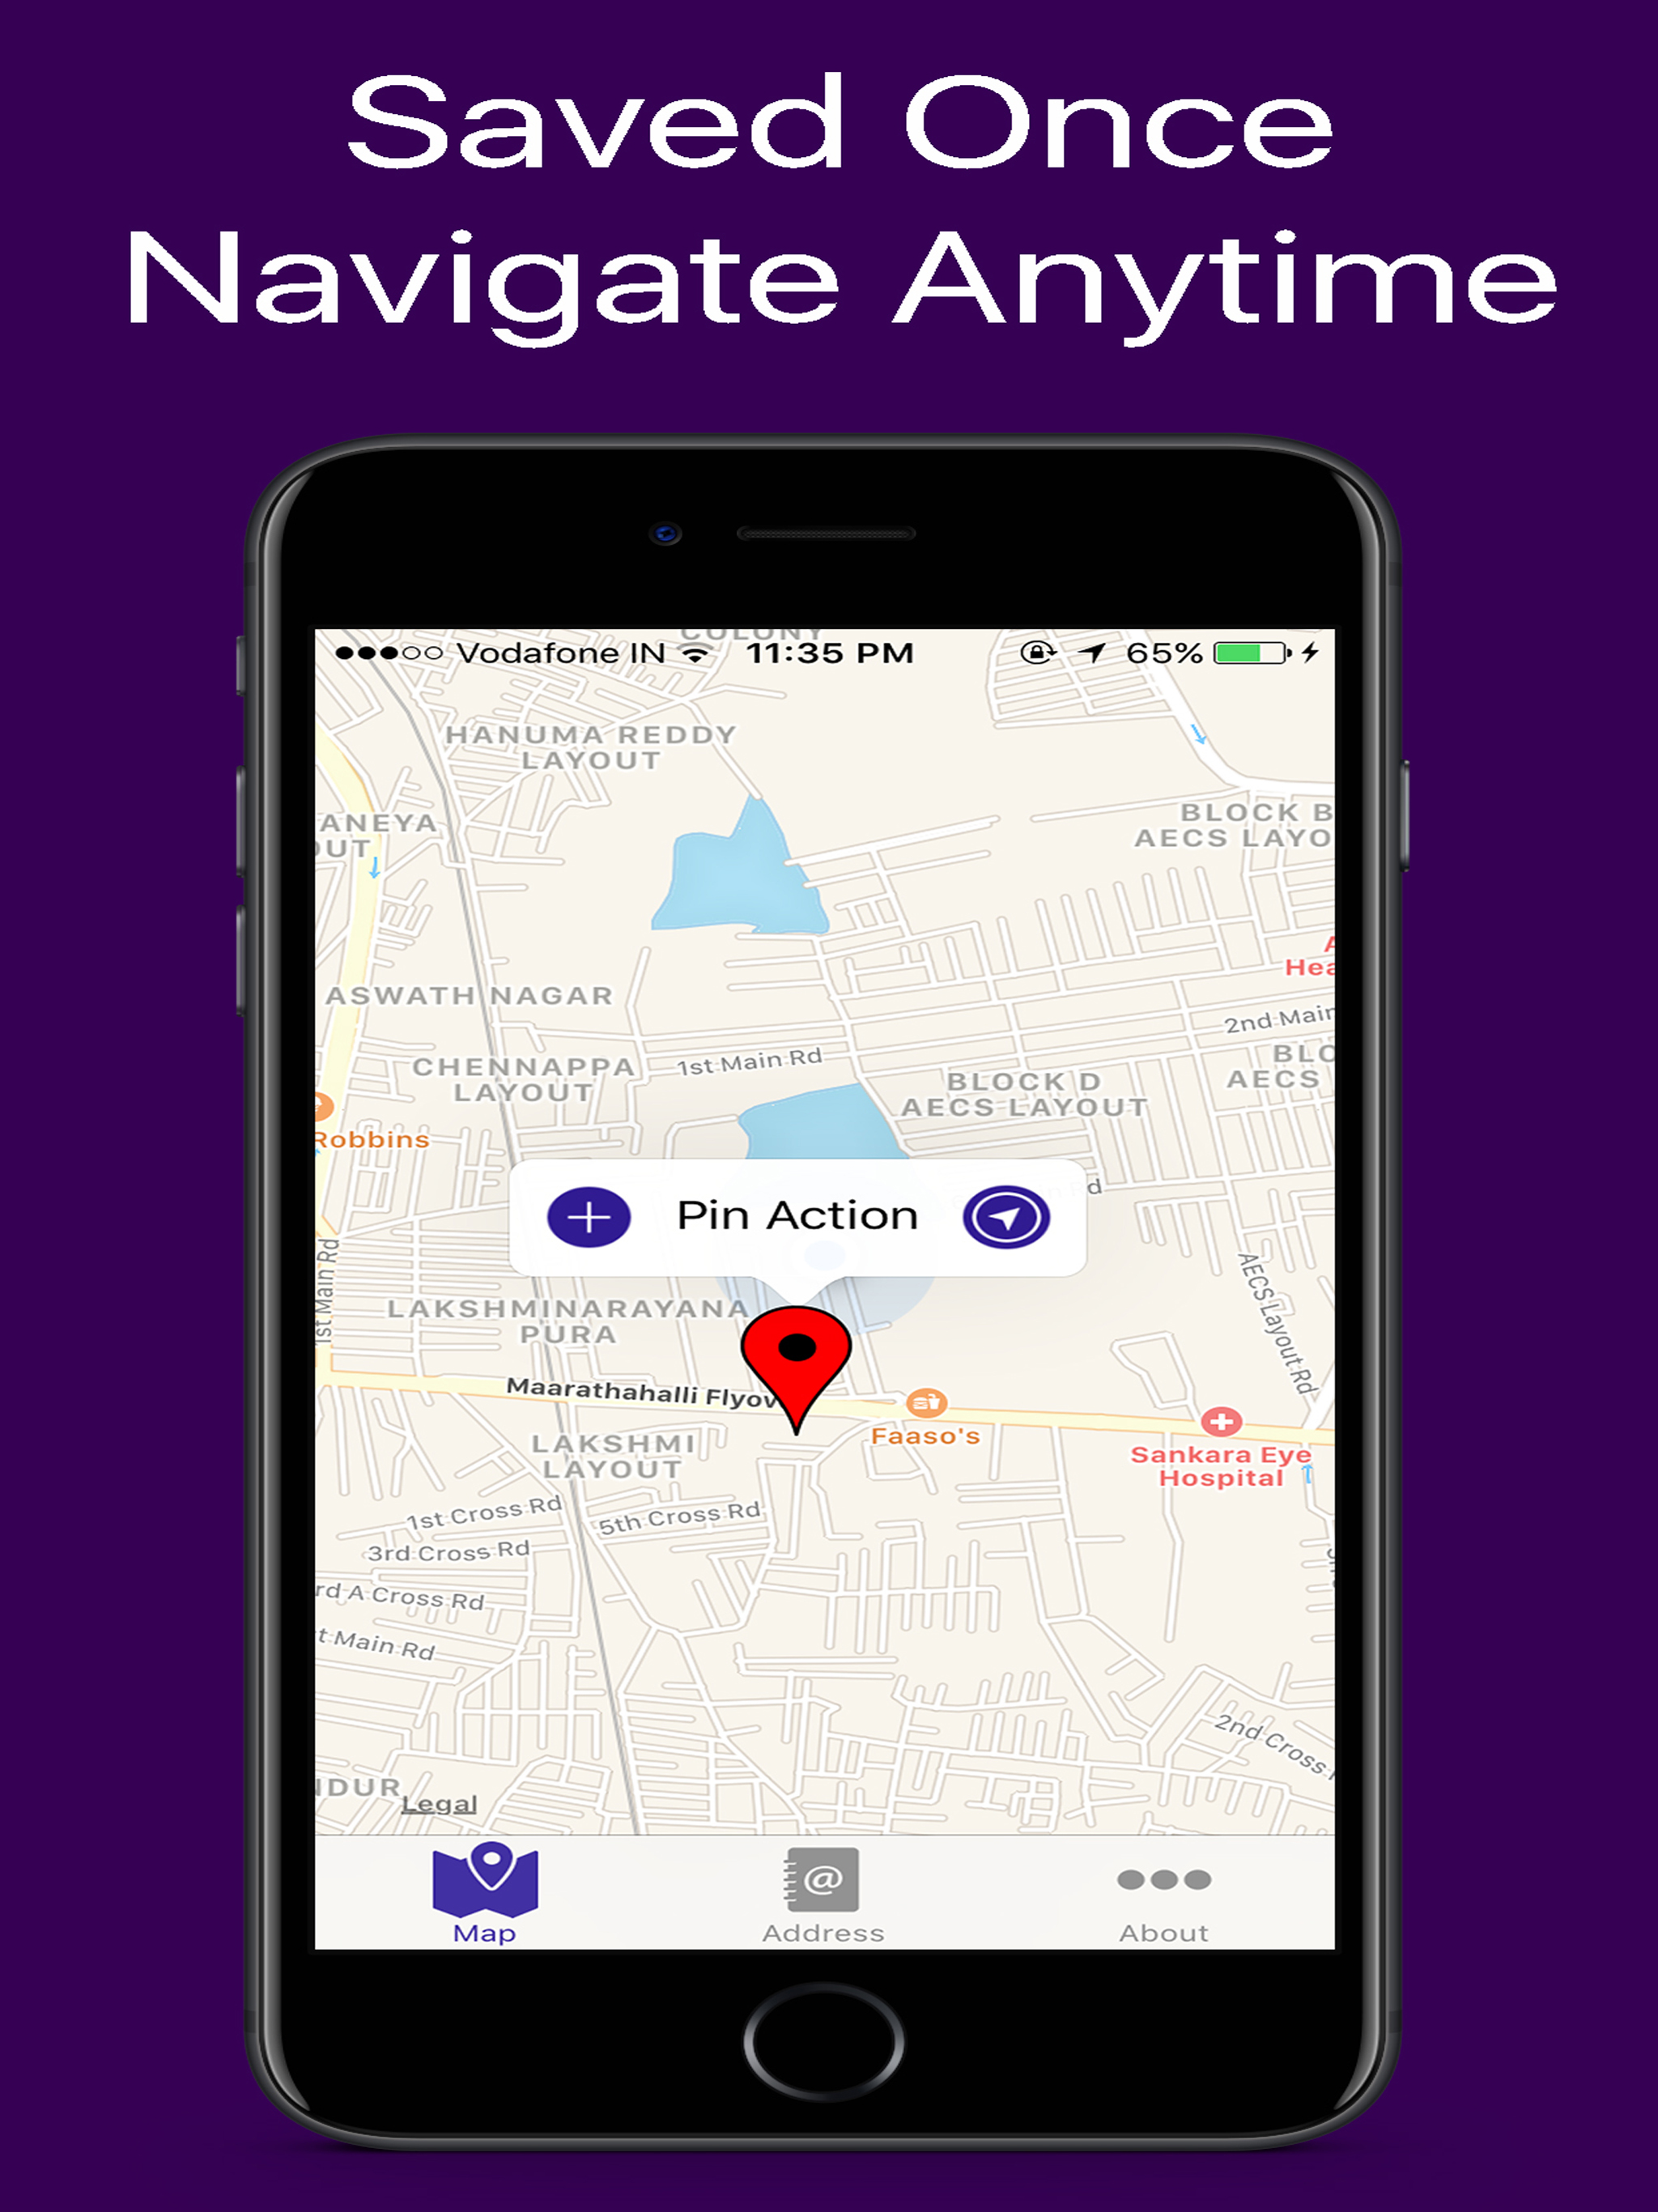 Saved Once
Navigate Anytime
COLONY
Vodafone IN 11:35 PM 65%
HANUMA REDDY
LAYOUT
ANEYA
OUT
BLOCK B
AECS LAYO
Hea
ASWATH NAGAR
2nd Main
CHENNAPPA
LAYOUT
1st Main Rd
BLOCK D
AECS LAYOUT
BLO
AECS
Robbins
Rd
Pin Action
1st Main Rd
AECS Layout Rd
LAKSHMINARAYANA
PURA
Maarathahalli Flyov
Faaso's
Sankara Eye
Hospital
LAKSHMI
LAYOUT
1st Cross Rd
5th Cross Rd
3rd Cross Rd
rd A Cross Rd
t Main Rd
2nd Cross
NDUR
Legal
Map
Address
About